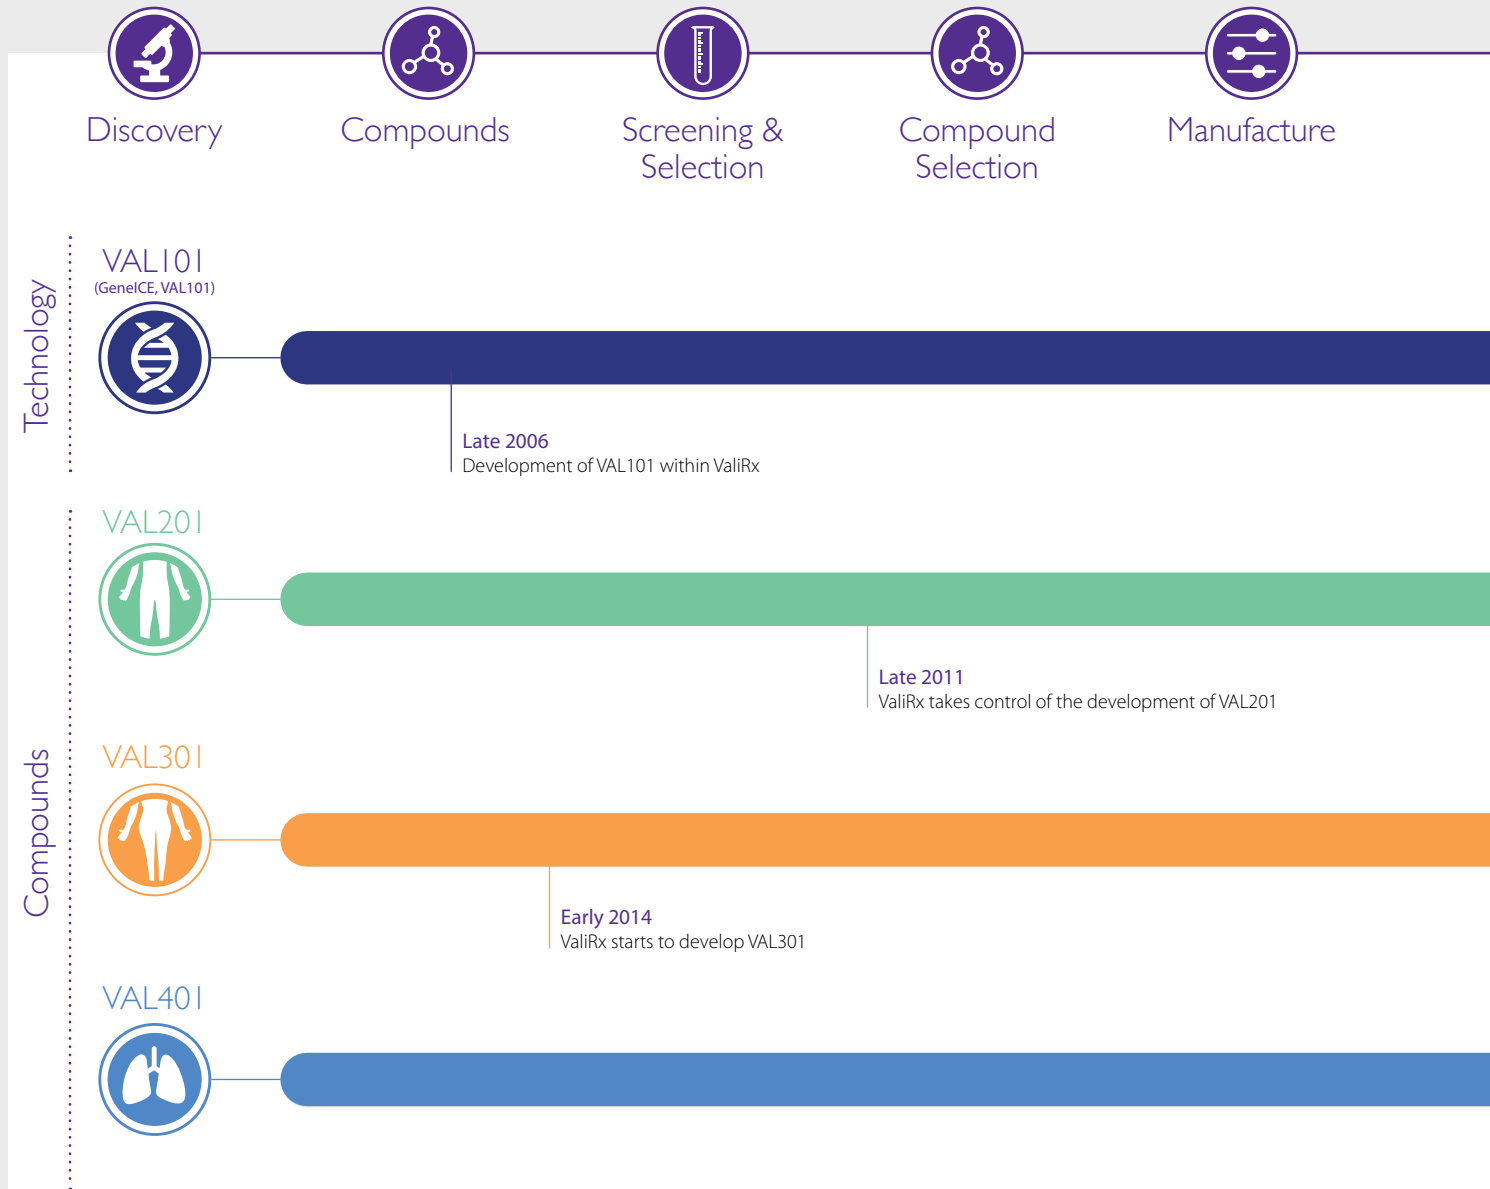 Discovery
Compounds
Screening &
Selection
Compound
Selection
Manufacture
Technology
VAL101
(GeneICE, VAL101)
Late 2006
Development of VAL101 within ValiRx
Compounds
VAL201
Late 2011
ValiRx takes control of the development of VAL201
VAL301
Early 2014
ValiRx starts to develop VAL301
VAL401